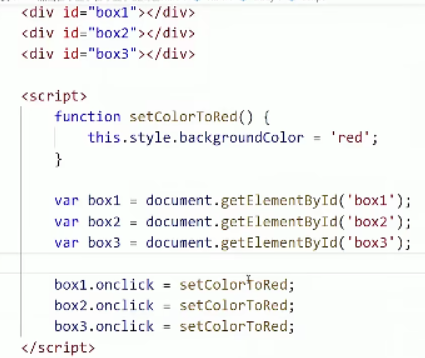 <div id="box1"></div>
<div id="box2"></div>
<div id="box3"></div>
<script>
function setColorToRed() {
this.style.backgroundColor = 'red';
}
var box1 = document.getElementById('box1');
var box2 = document.getElementById('box2');
var box3 = document.getElementById('box3');
box1.onclick = setColorToRed;
box2.onclick = setColorToRed;
box3.onclick = setColorToRed;
</script>